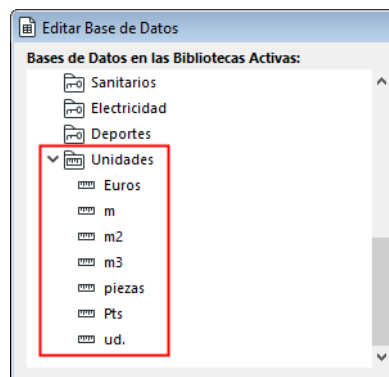 Editar Base de Datos
Bases de Datos en las Bibliotecas Activas:
Sanitarios
Electricidad
Deportes
Unidades
Euros
m
m2
m3
piezas
Pts
ud.